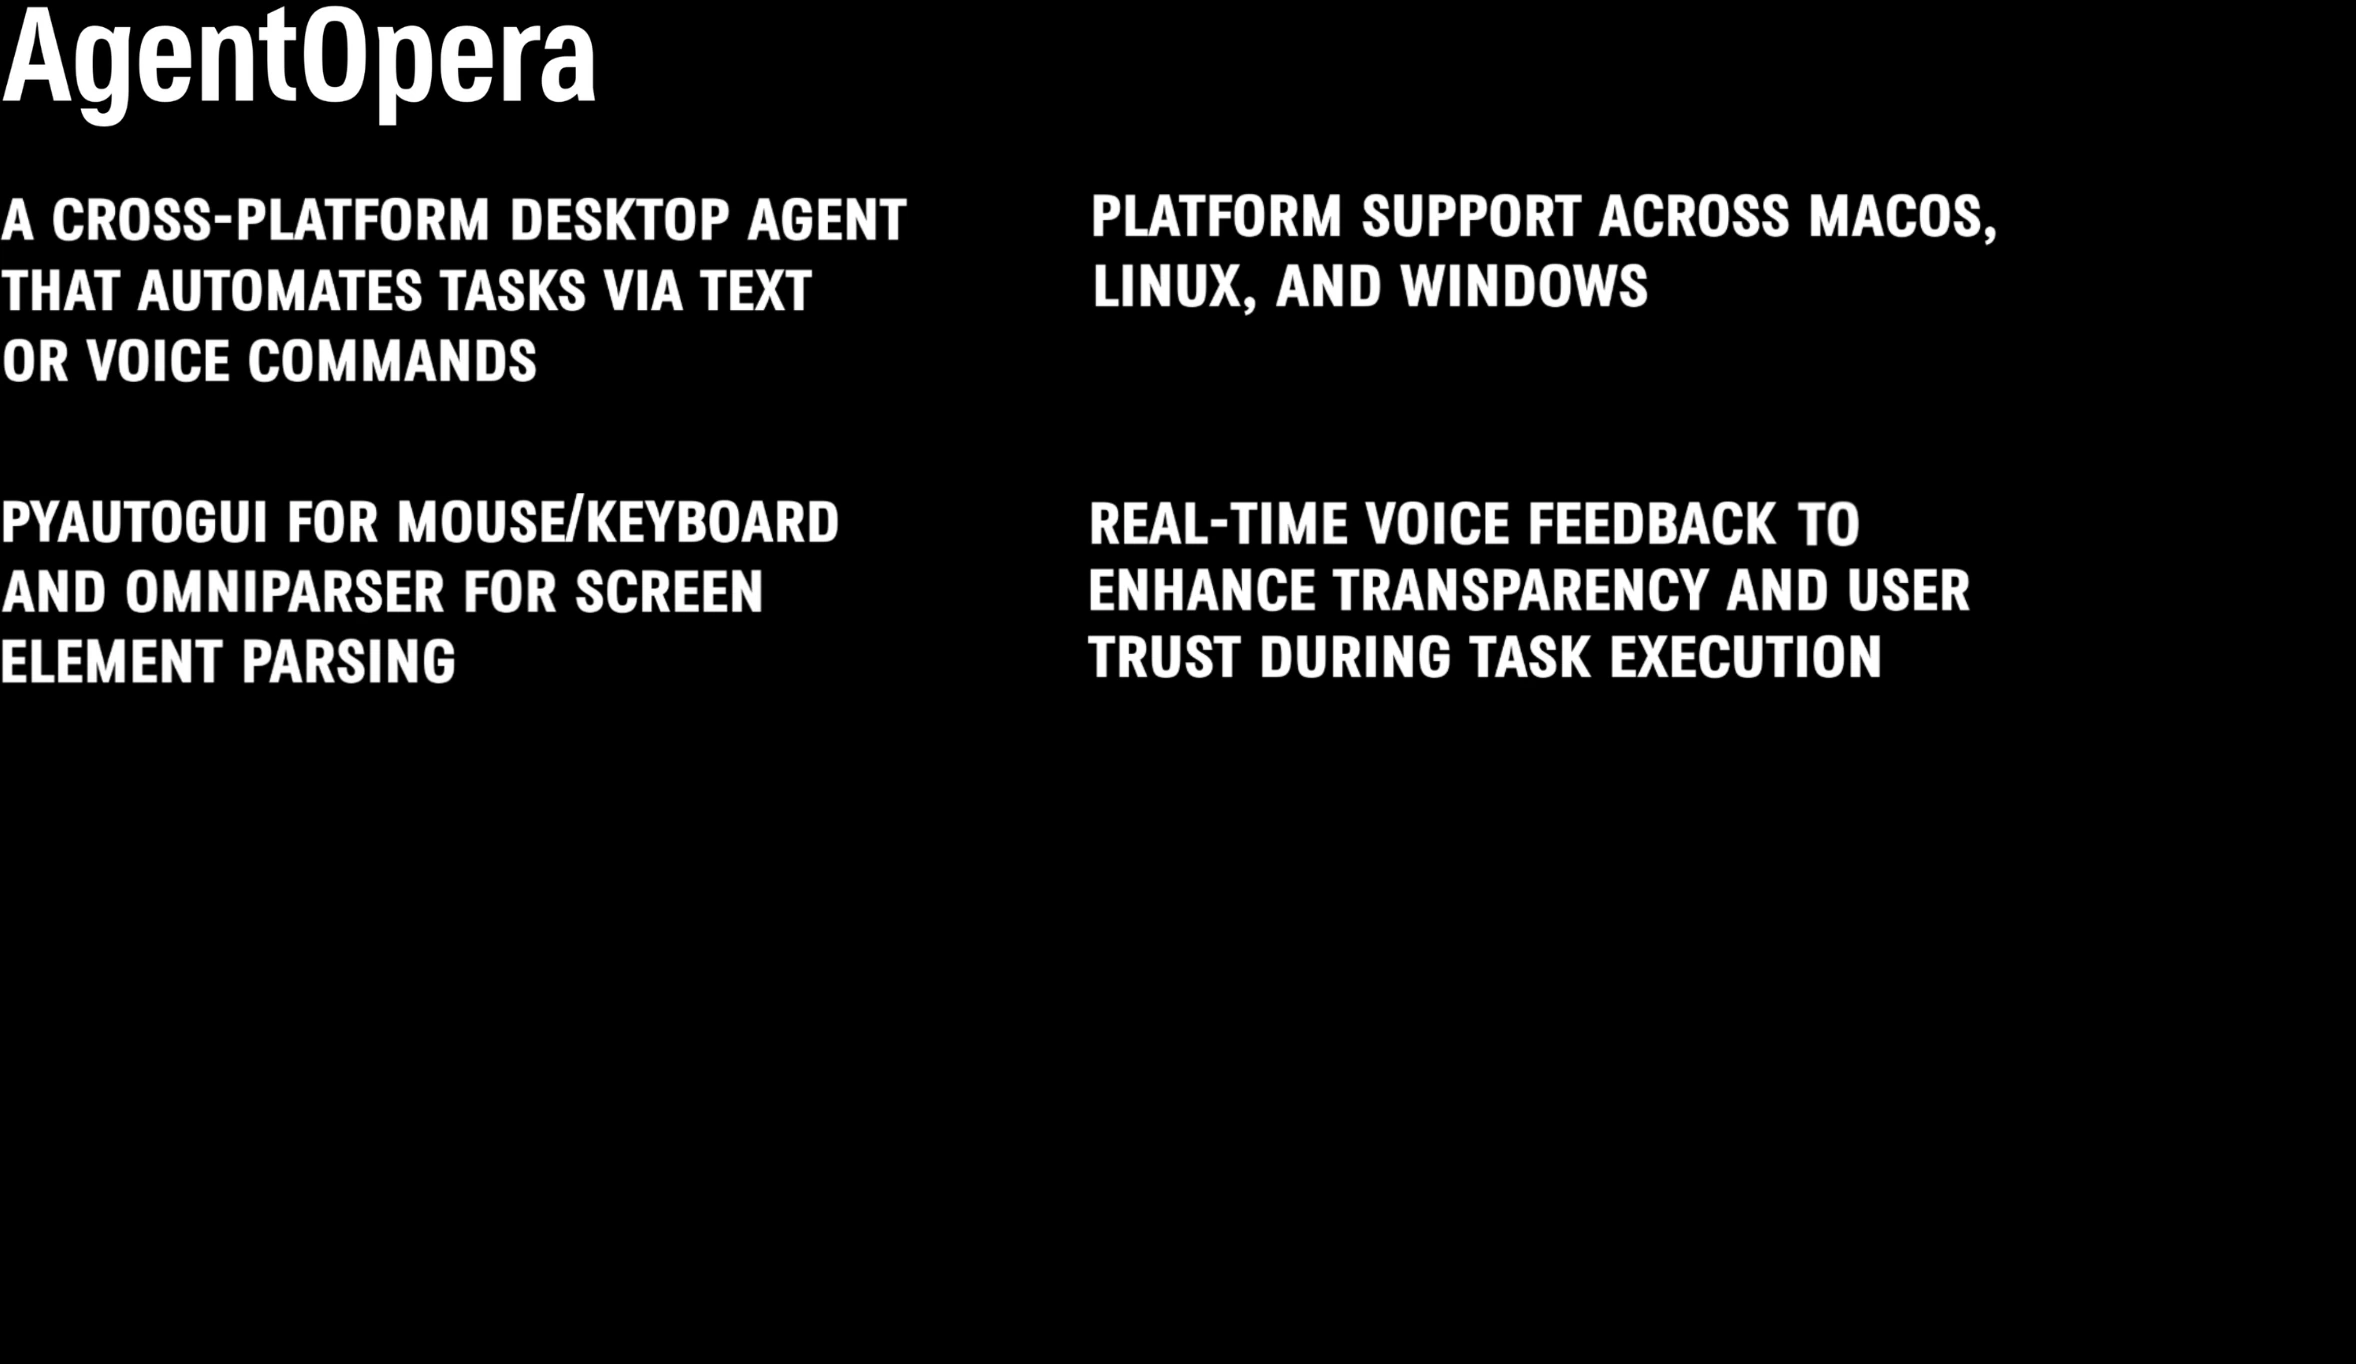 AgentOpera
A CROSS-PLATFORM DESKTOP AGENT
THAT AUTOMATES TASKS VIA TEXT
OR VOICE COMMANDS
PLATFORM SUPPORT ACROSS MACOS,
LINUX, AND WINDOWS
PYAUTOGUI FOR MOUSE/KEYBOARD
AND OMNIPARSER FOR SCREEN
ELEMENT PARSING
REAL-TIME VOICE FEEDBACK TO
ENHANCE TRANSPARENCY AND USER
TRUST DURING TASK EXECUTION